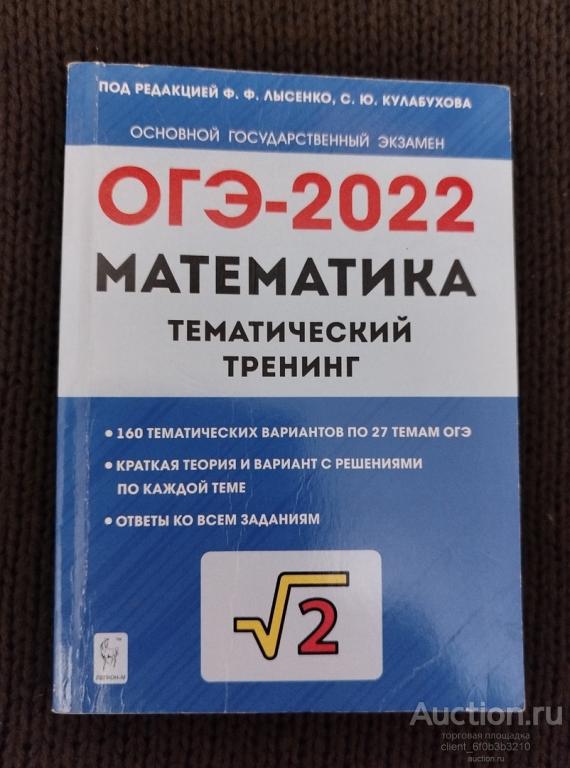 ПОД РЕДАКЦИЕЙ Ф. Ф. ЛЫСЕНКО, С. Ю. КУЛАБУХОВА
ОСНОВНОЙ ГОСУДАРСТВЕННЫЙ ЭКЗАМЕН
ОГЭ-2022
МАТЕМАТИКА
ТЕМАТИЧЕСКИЙ
ТРЕНИНГ
• 160 ТЕМАТИЧЕСКИХ ВАРИАНТОВ ПО 27 ТЕМАМ ОГЭ
• КРАТКАЯ ТЕОРИЯ И ВАРИАНТ С РЕШЕНИЯМИ
ПО КАЖДОЙ ТЕМЕ
• ОТВЕТЫ КО ВСЕМ ЗАДАНИЯМ
√2
ЛЕГИОН-М
Auction.ru
торговая площадка
client_6f0b3b3210
auction.ru